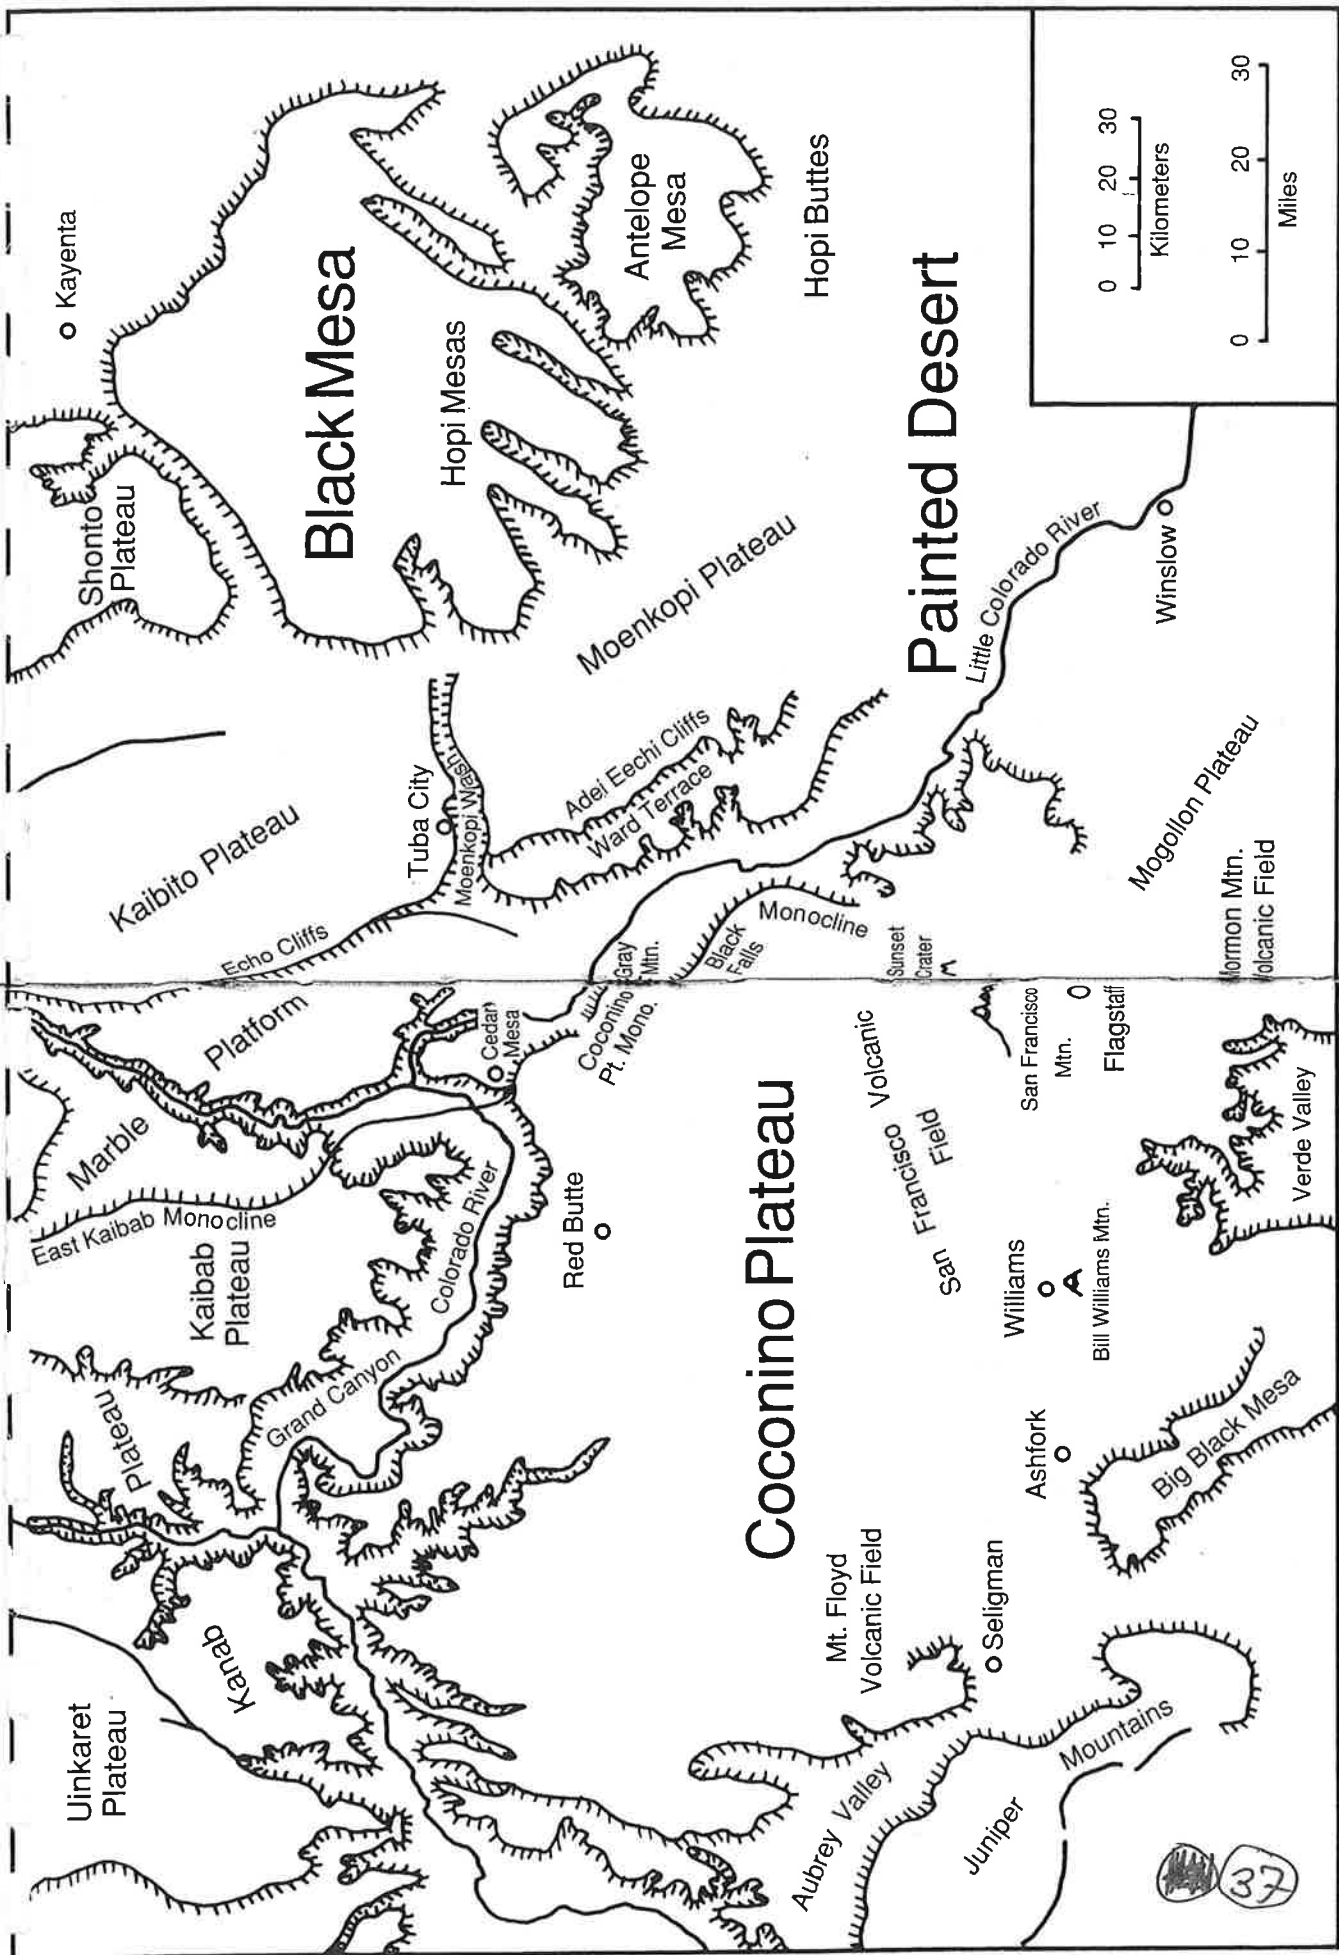 Uinkaret
Plateau
Kanab
Plateau
Kaibab
Plateau
East Kaibab Monocline
Marble
Platform
Echo Cliffs
Kaibito Plateau
Shonto
Plateau
Kayenta
Grand Canyon
Colorado River
Cedar
Mesa
Tuba City
Moenkopi Wash
Black Mesa
Hopi Mesas
Red Butte
Coconino
Pt. Mono.
Gray
Mtn.
Black
Falls
Monocline
Adei Eechi Cliffs
Ward Terrace
Moenkopi Plateau
Antelope
Mesa
Hopi Buttes
Coconino Plateau
Painted Desert
Aubrey Valley
Mt. Floyd
Volcanic Field
San Francisco Volcanic
Field
Sunset
Crater
Little Colorado River
Juniper
Mountains
Seligman
Ashfork
Williams
Bill Williams Mtn.
San Francisco
Mtn.
Flagstaff
Mogollon Plateau
Winslow
Big Black Mesa
Verde Valley
Mormon Mtn.
Volcanic Field
0 10 20 30
Kilometers
0 10 20 30
Miles
37